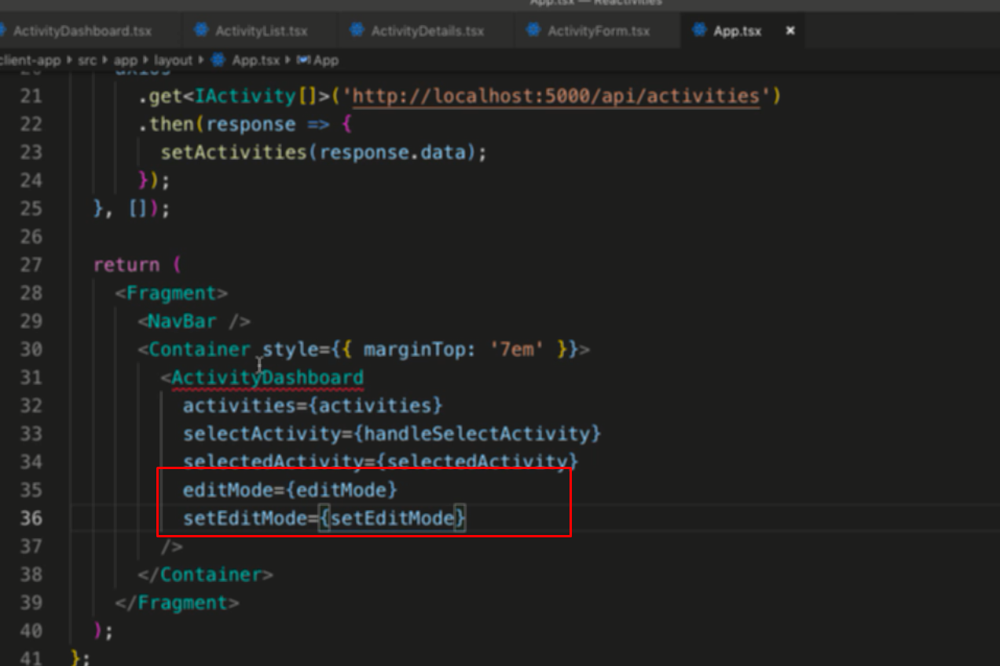 App.tsx — Reactivities
ActivityDashboard.tsx ActivityList.tsx ActivityDetails.tsx ActivityForm.tsx App.tsx ×
client-app ▸ src ▸ app ▸ layout ▸ App.tsx ▸ App
20 axios
21 .get<IActivity[]>('http://localhost:5000/api/activities')
22 .then(response => {
23 setActivities(response.data);
24 });
25 }, []);
26
27 return (
28 <Fragment>
29 <NavBar />
30 <Container style={{ marginTop: '7em' }}>
31 <ActivityDashboard
32 activities={activities}
33 selectActivity={handleSelectActivity}
34 selectedActivity={selectedActivity}
35 editMode={editMode}
36 setEditMode={setEditMode}
37 />
38 </Container>
39 </Fragment>
40 );
41 };